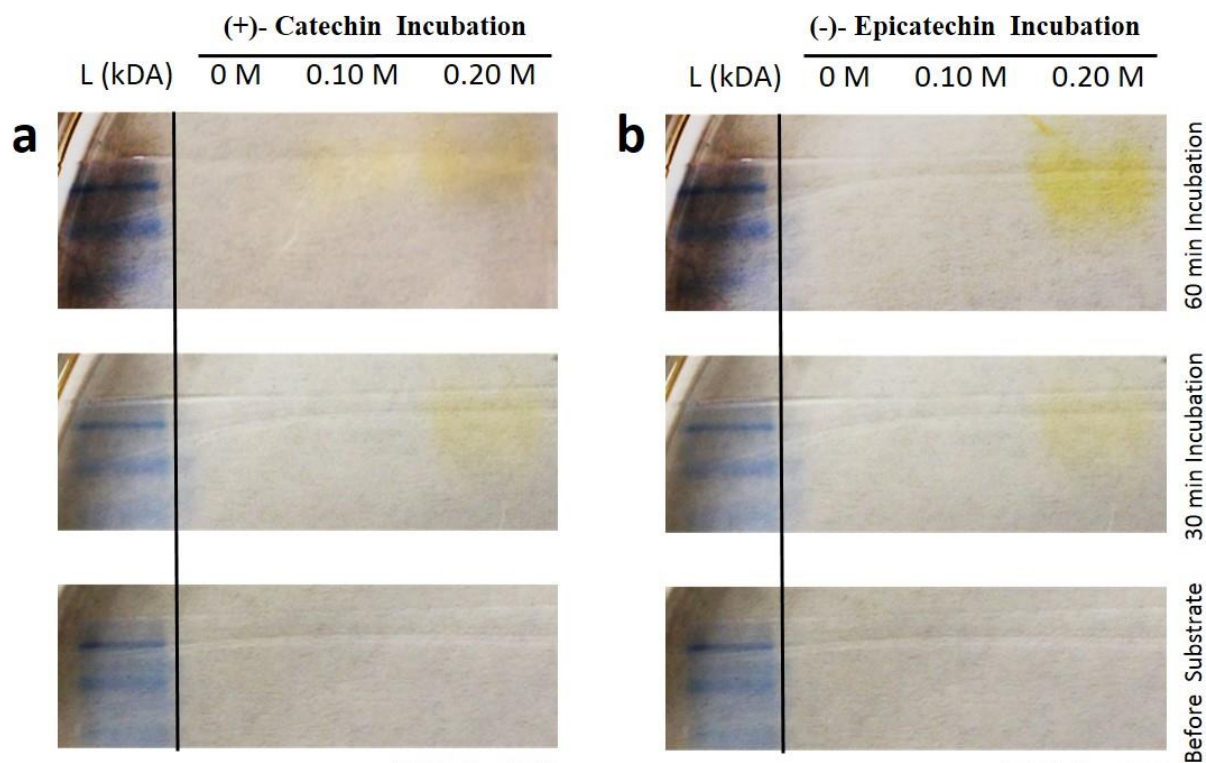 (+)- Catechin Incubation
L (kDA) 0 M 0.10 M 0.20 M
a
(-)- Epicatechin Incubation
L (kDA) 0 M 0.10 M 0.20 M
b
60 min Incubation
30 min Incubation
Before Substrate